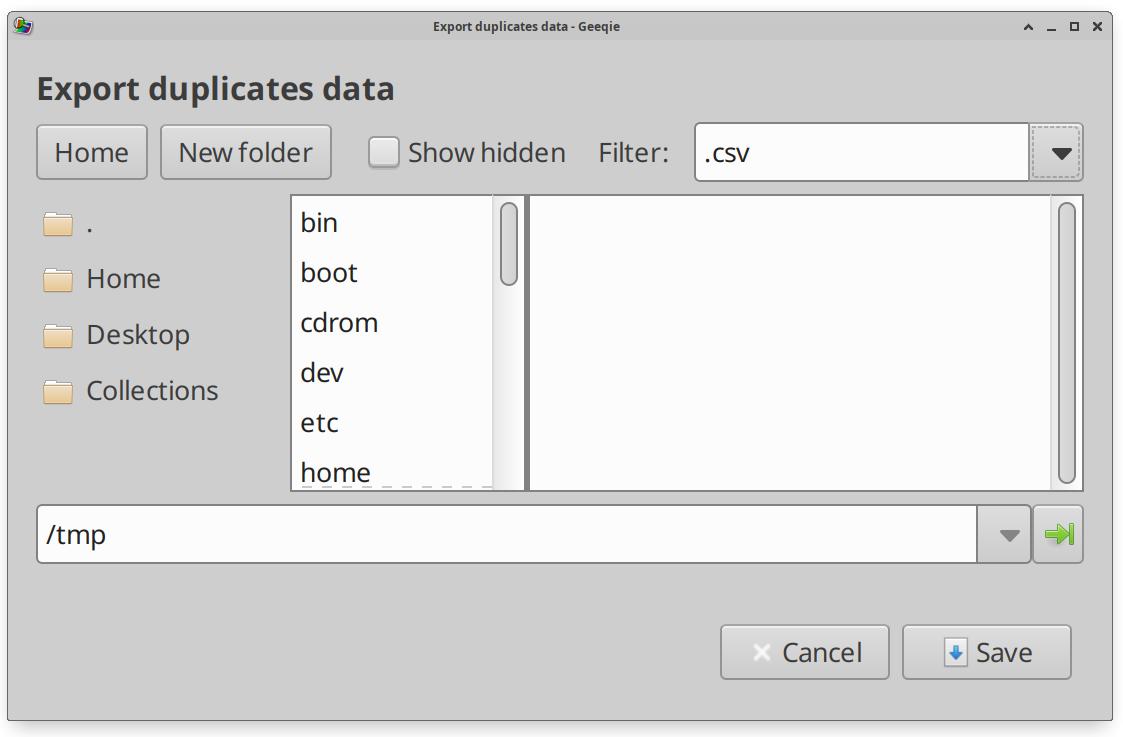 Export duplicates data - Geeqie
Export duplicates data
Home New folder Show hidden Filter: .csv
.
Home
Desktop
Collections
bin
boot
cdrom
dev
etc
home
/tmp
Cancel Save